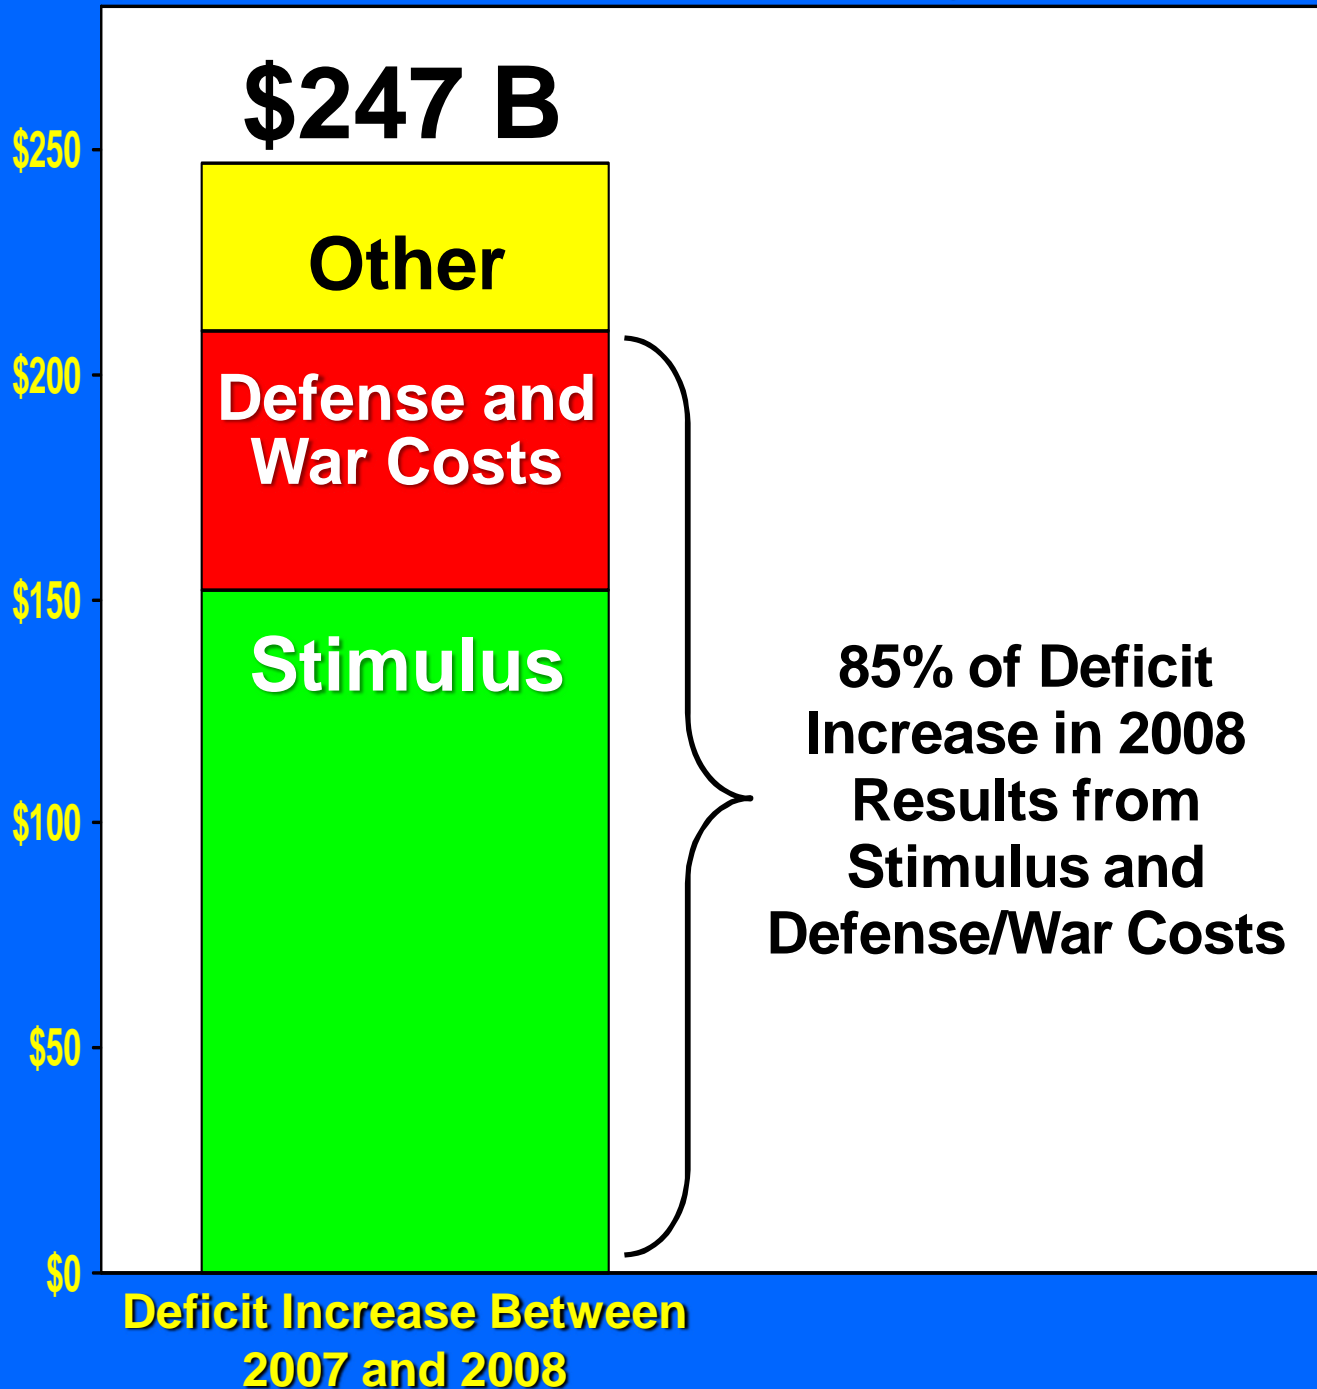 $247 B
$250
$200
$150
$100
$50
$0
Other
Defense and
War Costs
Stimulus
85% of Deficit
Increase in 2008
Results from
Stimulus and
Defense/War Costs
Deficit Increase Between
2007 and 2008